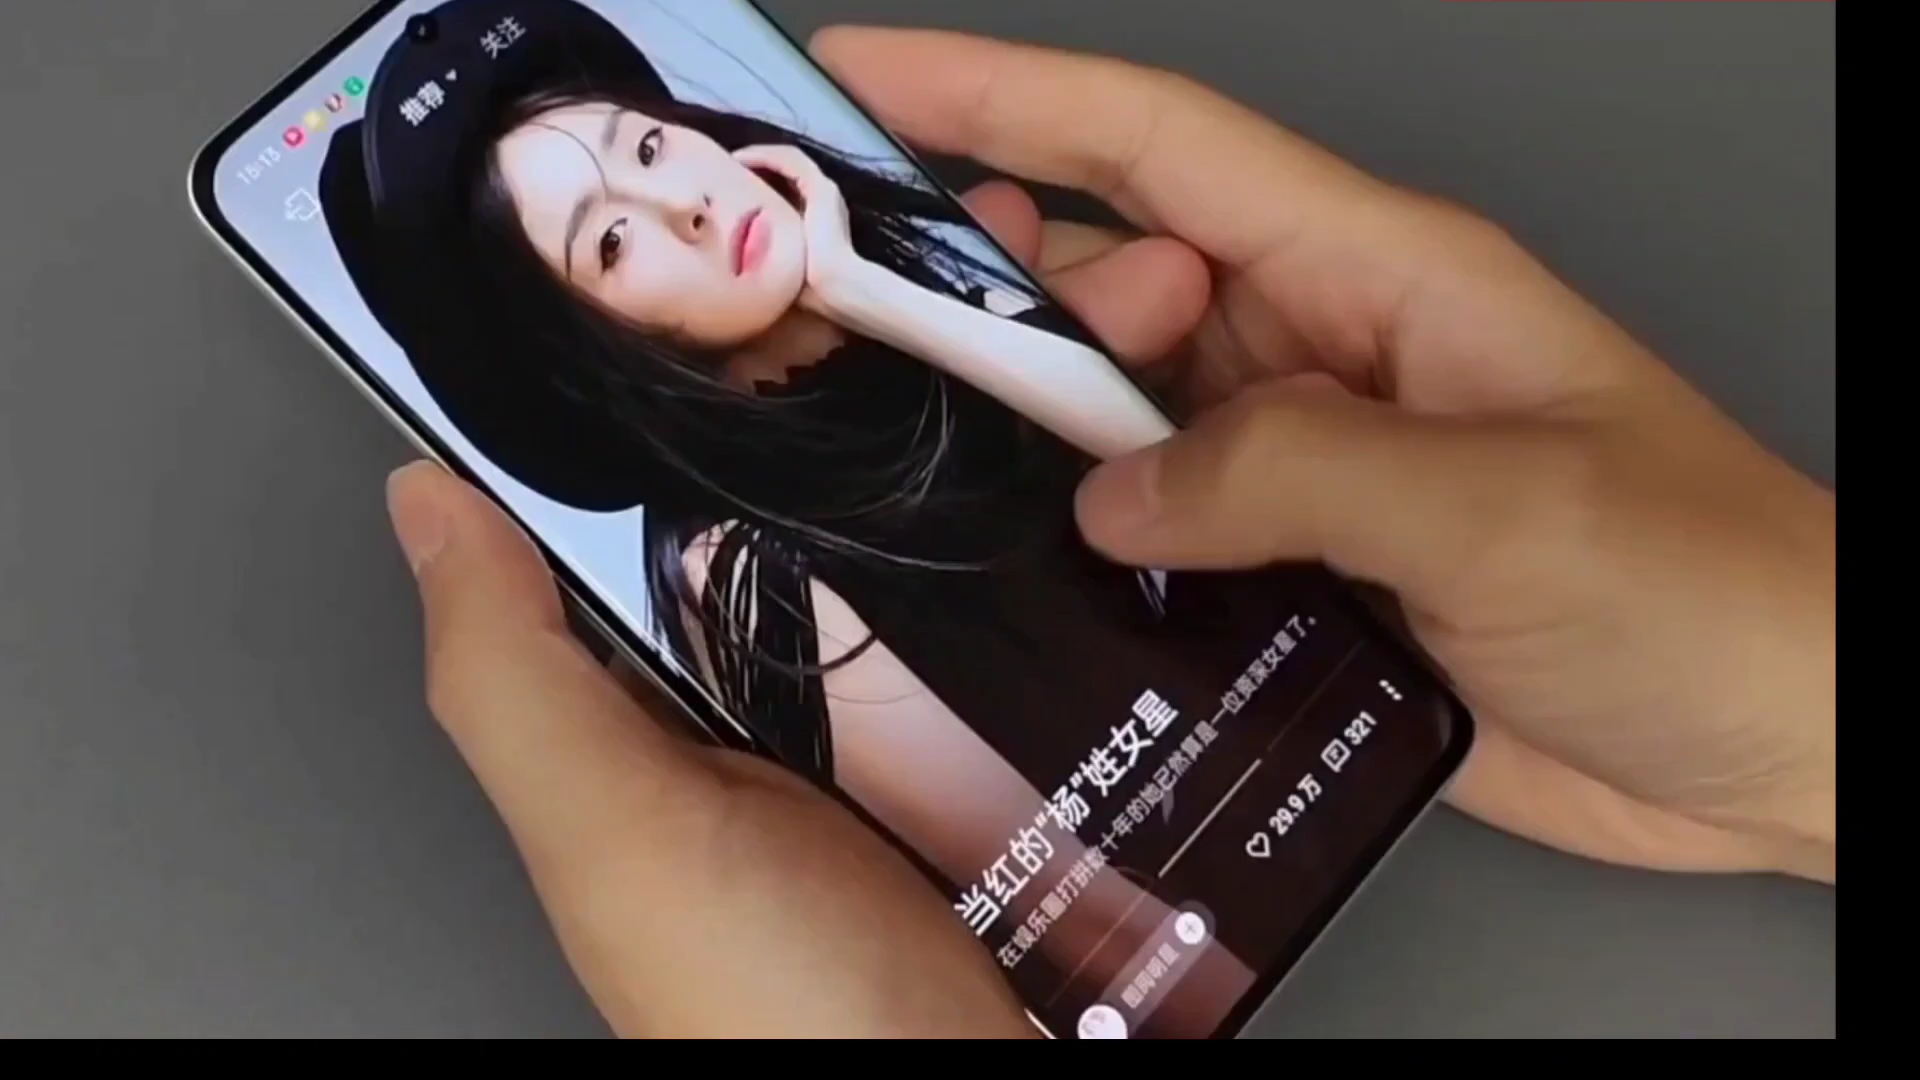 推荐
关注
当红的"杨"姓女星
在娱乐圈打拼数十年的她已然算是一位资深女星了。
29.9万
321